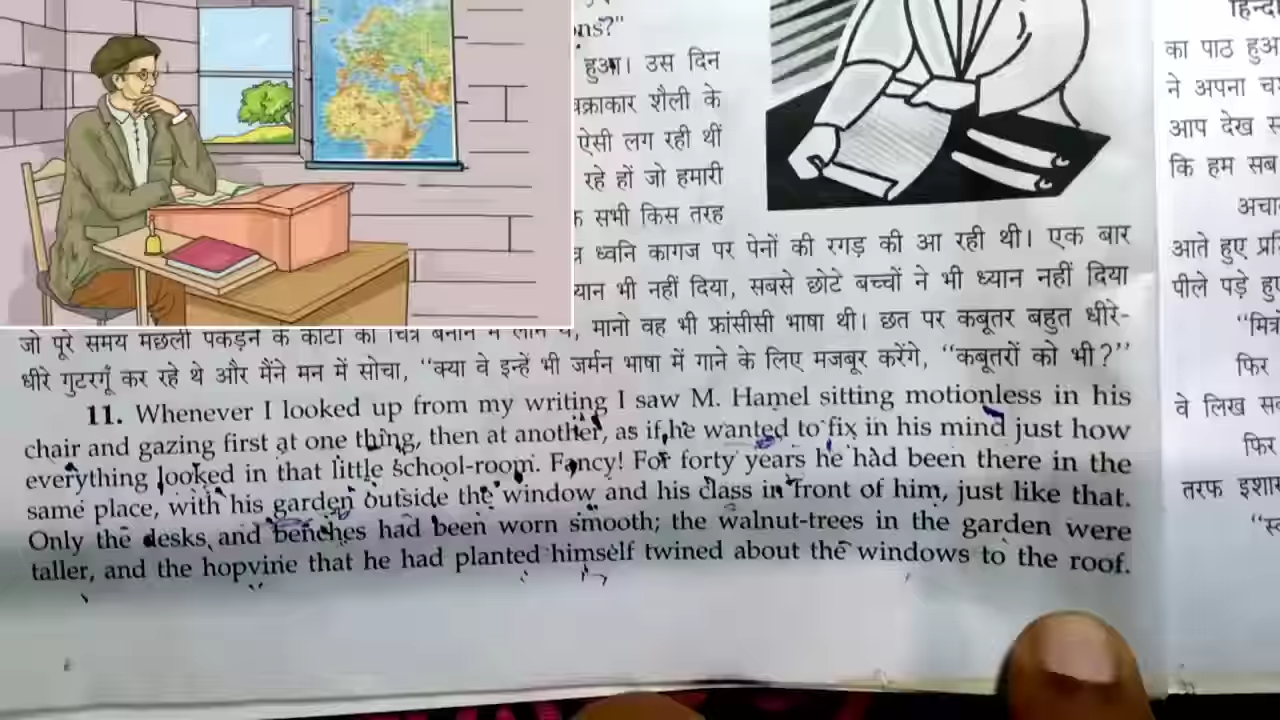 ns?"
हुआ। उस दिन
वक्राकार शैली के
ऐसी लग रही थीं
रहे हों जो हमारी
सभी किस तरह
ध्वनि कागज पर पेनों की रगड़ की आ रही थी। एक बार
ध्यान भी नहीं दिया, सबसे छोटे बच्चों ने भी ध्यान नहीं दिया
जो पूरे समय मछली पकड़ने के काँटों का चित्र बनाने में लीन थे, मानो वह भी फ्रांसीसी भाषा थी। छत पर कबूतर बहुत धीरे-
धीरे गुटरगूँ कर रहे थे और मैंने मन में सोचा, “क्या वे इन्हें भी जर्मन भाषा में गाने के लिए मजबूर करेंगे, “कबूतरों को भी?”
11. Whenever I looked up from my writing I saw M. Hamel sitting motionless in his
chair and gazing first at one thing, then at another, as if he wanted to fix in his mind just how
everything looked in that little school-room. Fancy! For forty years he had been there in the
same place, with his garden outside the window and his class in front of him, just like that.
Only the desks and benches had been worn smooth; the walnut-trees in the garden were
taller, and the hopvine that he had planted himself twined about the windows to the roof.
का पाठ
ने अपना
आप देख
कि हम सब
आते हुए
पीले पड़े
फिर
वे लिख
फिर
तरफ